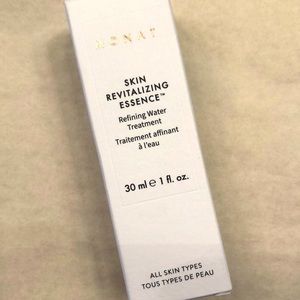 MONAT
SKIN
REVITALIZING
ESSENCE™
Refining Water
Treatment
Traitement affinant
à l'eau
30 ml e 1 fl. oz.
ALL SKIN TYPES
TOUS TYPES DE PEAU